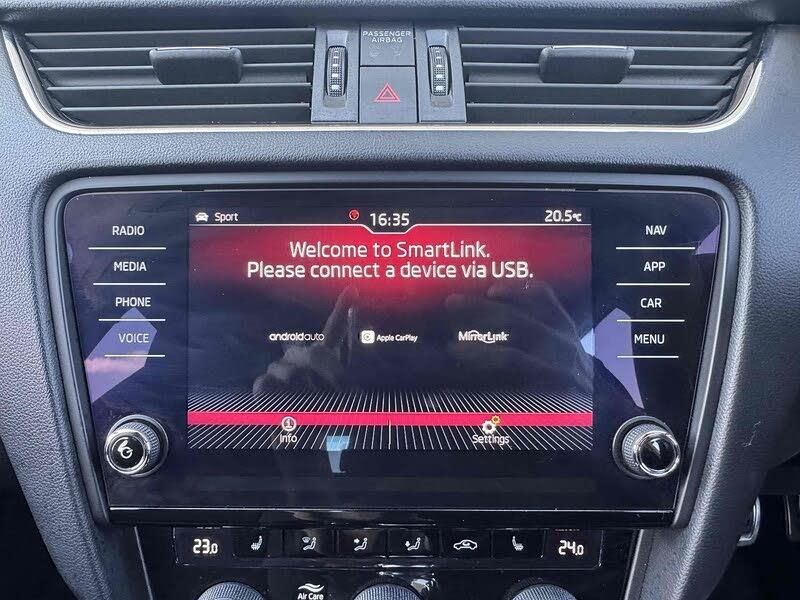 PASSENGER
AIRBAG
RADIO
MEDIA
PHONE
VOICE
Sport
16:35
20.5°C
Welcome to SmartLink.
Please connect a device via USB.
androidauto
Apple CarPlay
MirrorLink
Info
Settings
NAV
APP
CAR
MENU
23.0
24.0
Air Care